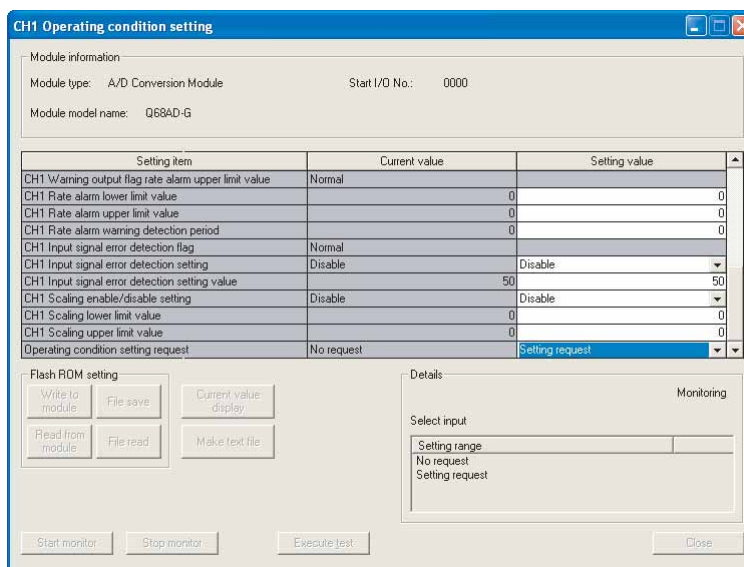 CH1 Operating condition setting
Module information
Module type: A/D Conversion Module Start I/O No.: 0000
Module model name: Q68AD-G
Setting item Current value Setting value
CH1 Warning output flag rate alarm upper limit value Normal
CH1 Rate alarm lower limit value 0 0
CH1 Rate alarm upper limit value 0 0
CH1 Rate alarm warning detection period 0 0
CH1 Input signal error detection flag Normal
CH1 Input signal error detection setting Disable Disable
CH1 Input signal error detection setting value 50 50
CH1 Scaling enable/disable setting Disable Disable
CH1 Scaling lower limit value 0 0
CH1 Scaling upper limit value 0 0
Operating condition setting request No request Setting request
Flash ROM setting
Write to module
File save
Current value display
Read from module
File read
Make text file
Details
Monitoring
Select input
Setting range
No request
Setting request
Start monitor Stop monitor Execute test Close